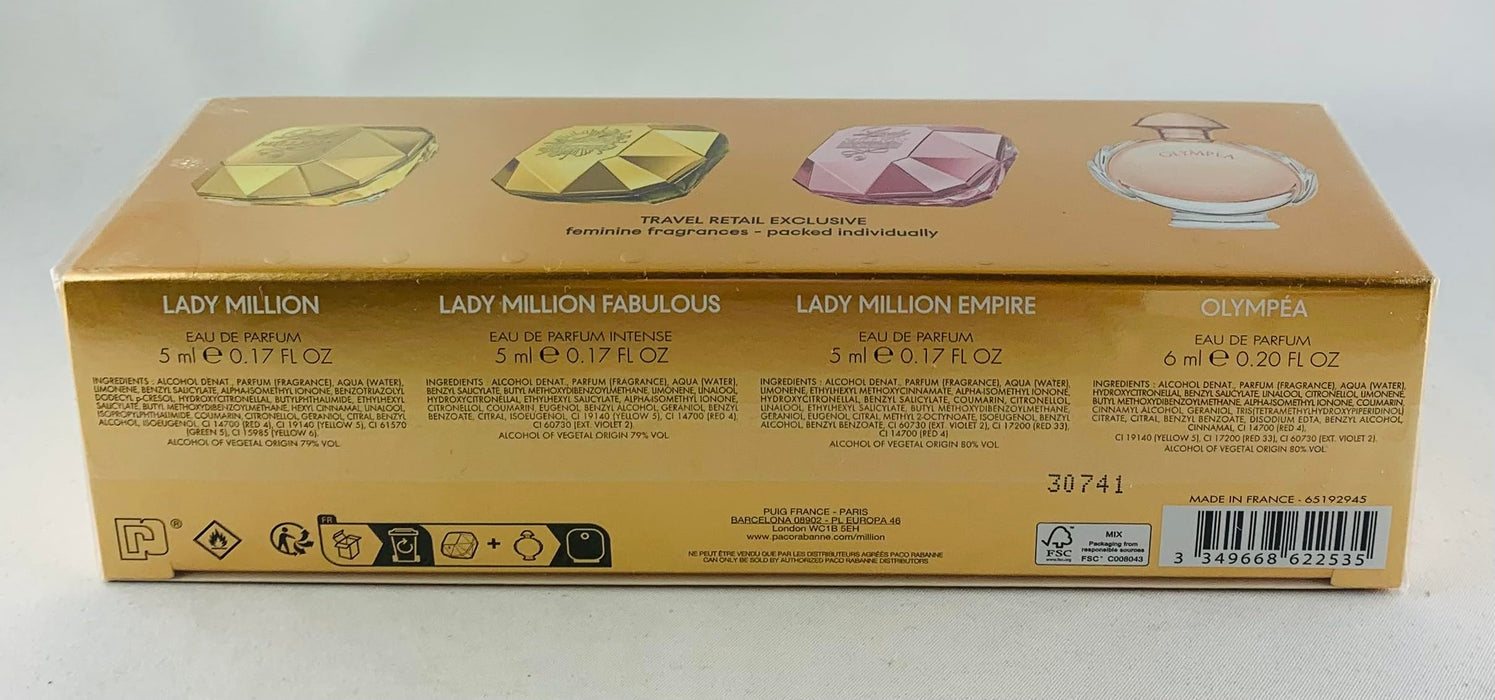 OLYMPÉA
TRAVEL RETAIL EXCLUSIVE
feminine fragrances - packed individually
LADY MILLION
EAU DE PARFUM
5 ml e 0.17 FL OZ
INGREDIENTS : ALCOHOL DENAT., PARFUM (FRAGRANCE), AQUA (WATER),
LIMONENE, BENZYL SALICYLATE, ALPHA-ISOMETHYL IONONE, BENZOTRIAZOLYL
DODECYL p-CRESOL, HYDROXYCITRONELLAL, BUTYLPHTHALIMIDE, ETHYLHEXYL
SALICYLATE, BUTYL METHOXYDIBENZOYLMETHANE, HEXYL CINNAMAL, LINALOOL,
ISOPROPYLPHTHALIMIDE, COUMARIN, CITRONELLOL, GERANIOL, CITRAL, BENZYL
ALCOHOL, ISOEUGENOL, CI 14700 (RED 4), CI 19140 (YELLOW 5), CI 61570
(GREEN 5), CI 15985 (YELLOW 6).
ALCOHOL OF VEGETAL ORIGIN 79% VOL.
LADY MILLION FABULOUS
EAU DE PARFUM INTENSE
5 ml e 0.17 FL OZ
INGREDIENTS : ALCOHOL DENAT., PARFUM (FRAGRANCE), AQUA (WATER),
BENZYL SALICYLATE, BUTYL METHOXYDIBENZOYLMETHANE, LIMONENE, LINALOOL,
HYDROXYCITRONELLAL, ETHYLHEXYL SALICYLATE, ALPHA-ISOMETHYL IONONE,
CITRONELLOL, COUMARIN, EUGENOL, BENZYL ALCOHOL, GERANIOL, BENZYL
BENZOATE, CITRAL, ISOEUGENOL, CI 19140 (YELLOW 5), CI 14700 (RED 4),
CI 60730 (EXT. VIOLET 2).
ALCOHOL OF VEGETAL ORIGIN 79% VOL.
LADY MILLION EMPIRE
EAU DE PARFUM
5 ml e 0.17 FL OZ
INGREDIENTS : ALCOHOL DENAT., PARFUM (FRAGRANCE), AQUA (WATER),
LIMONENE, ETHYLHEXYL METHOXYCINNAMATE, ALPHA-ISOMETHYL IONONE,
HYDROXYCITRONELLAL, BENZYL SALICYLATE, COUMARIN, CITRONELLOL,
LINALOOL, ETHYLHEXYL SALICYLATE, BUTYL METHOXYDIBENZOYLMETHANE,
GERANIOL, EUGENOL, CITRAL, METHYL 2-OCTYNOATE, ISOEUGENOL, BENZYL
ALCOHOL, BENZYL BENZOATE, CI 60730 (EXT. VIOLET 2), CI 17200 (RED 33),
CI 14700 (RED 4)
ALCOHOL OF VEGETAL ORIGIN 80% VOL.
OLYMPÉA
EAU DE PARFUM
6 ml e 0.20 FL OZ
INGREDIENTS : ALCOHOL DENAT., PARFUM (FRAGRANCE), AQUA (WATER),
HYDROXYCITRONELLAL, BENZYL SALICYLATE, LINALOOL, CITRONELLOL, LIMONENE,
BUTYL METHOXYDIBENZOYLMETHANE, ALPHA-ISOMETHYL IONONE, COUMARIN,
CINNAMYL ALCOHOL, GERANIOL, TRIS(TETRAMETHYLHYDROXYPIPERIDINOL)
CITRATE, CITRAL, BENZYL BENZOATE, DISODIUM EDTA, BENZYL ALCOHOL,
CINNAMAL, CI 14700 (RED 4),
CI 19140 (YELLOW 5), CI 17200 (RED 33), CI 60730 (EXT. VIOLET 2).
ALCOHOL OF VEGETAL ORIGIN 80% VOL.
30741
®
FR
PUIG FRANCE - PARIS
BARCELONA 08902 - PL EUROPA 46
London WC1B 5EH
www.pacorabanne.com/million
NE PEUT ÊTRE VENDU QUE PAR LES DISTRIBUTEURS AGRÉÉS PACO RABANNE
CAN ONLY BE SOLD BY AUTHORIZED PACO RABANNE DISTRIBUTORS
FSC
www.fsc.org
MIX
Packaging from
responsible sources
FSC® C008043
MADE IN FRANCE - 65192945
3 349668 622535